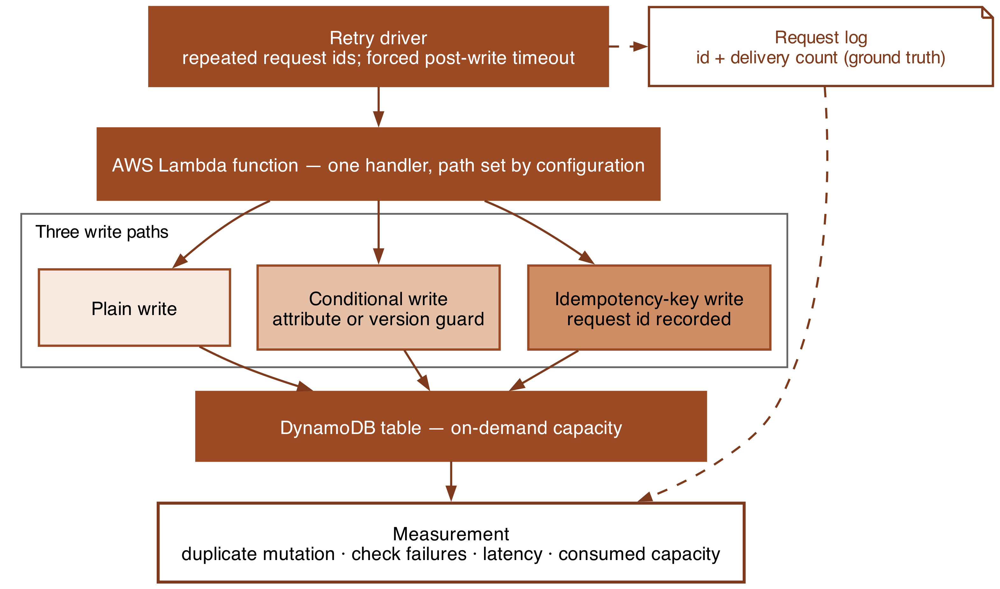 Retry driver
repeated request ids; forced post-write timeout
Request log
id + delivery count (ground truth)
AWS Lambda function — one handler, path set by configuration
Three write paths
Plain write
Conditional write
attribute or version guard
Idempotency-key write
request id recorded
DynamoDB table — on-demand capacity
Measurement
duplicate mutation · check failures · latency · consumed capacity